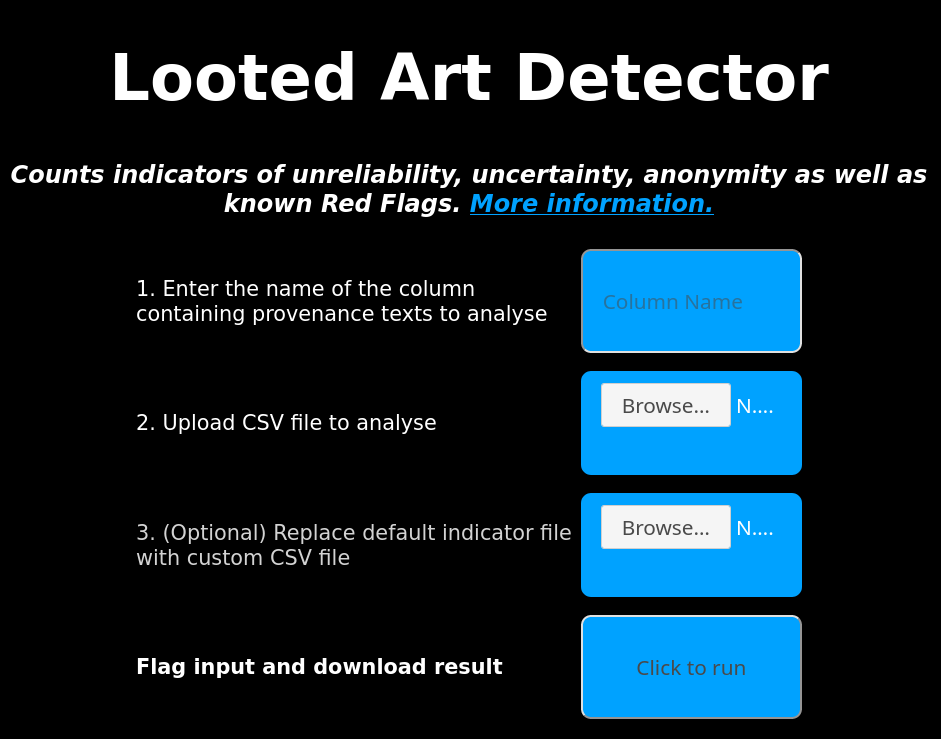 Looted Art Detector
Counts indicators of unreliability, uncertainty, anonymity as well as
known Red Flags. More information.
1. Enter the name of the column
containing provenance texts to analyse
Column Name
2. Upload CSV file to analyse
Browse... N....
3. (Optional) Replace default indicator file
with custom CSV file
Browse... N....
Flag input and download result
Click to run